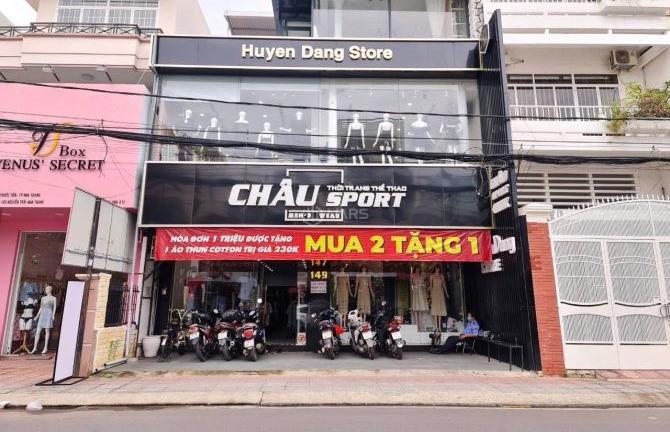 Huyen Dang Store
Box
VENUS' SECRET
CHÂU
THỜI TRANG THỂ THAO
SPORT
MEN'S WEAR
HÓA ĐƠN 1 TRIỆU ĐƯỢC TẶNG
1 ÁO THUN COTTON TRỊ GIÁ 230K
MUA 2 TẶNG 1
147
149
Dang